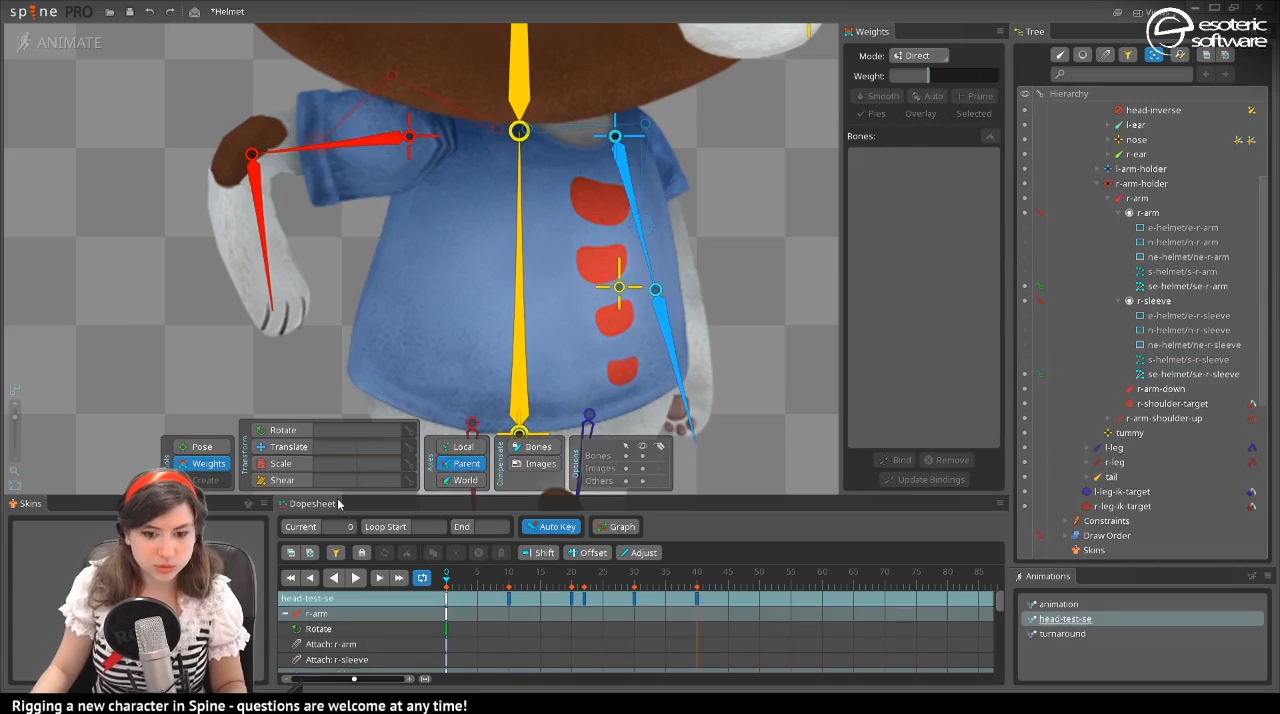 spine PRO
*Helmet
Views
esoteric
software
ANIMATE
Weights
Mode:
Direct
Weight:
Smooth
Auto
Prune
Pies
Overlay
Selected
Bones:
Bind
Remove
Update Bindings
Tree
Hierarchy
head-inverse
l-ear
nose
r-ear
l-arm-holder
r-arm-holder
r-arm
r-arm
e-helmet/e-r-arm
n-helmet/n-r-arm
ne-helmet/ne-r-arm
s-helmet/s-r-arm
se-helmet/se-r-arm
r-sleeve
e-helmet/e-r-sleeve
n-helmet/n-r-sleeve
ne-helmet/ne-r-sleeve
s-helmet/s-r-sleeve
se-helmet/se-r-sleeve
r-arm-down
r-shoulder-target
r-arm-shoulder-up
tummy
l-leg
r-leg
tail
l-leg-ik-target
r-leg-ik-target
Constraints
Draw Order
Skins
Tools
Pose
Weights
Create
Transform
Rotate
Translate
Scale
Shear
Axes
Local
Parent
World
Compensate
Bones
Images
Options
Bones
Images
Others
Skins
Dopesheet
Current 0
Loop Start
End
Auto Key
Graph
Shift
Offset
Adjust
0 5 10 15 20 25 30 35 40 45 50 55 60 65 70 75 80 85
head-test-se
r-arm
Rotate
Attach: r-arm
Attach: r-sleeve
Animations
animation
head-test-se
turnaround
Rigging a new character in Spine - questions are welcome at any time!